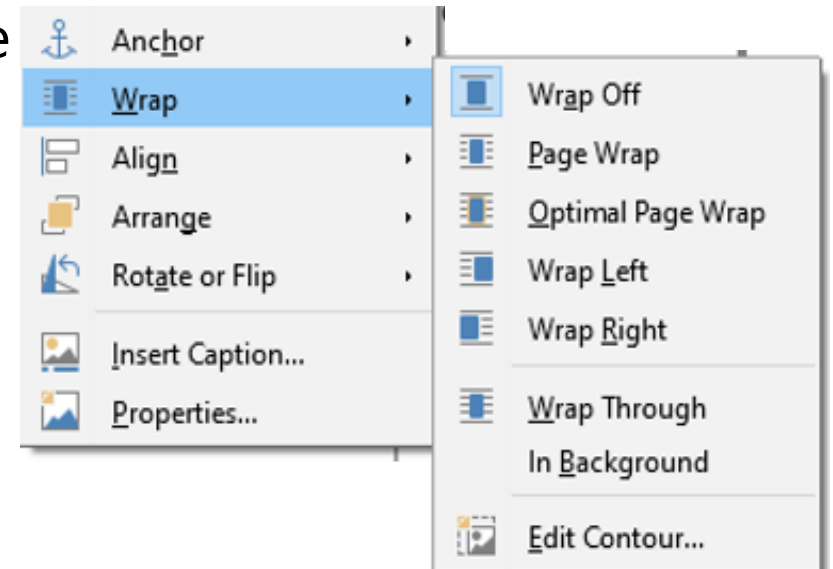 e
Anchor
Wrap
Align
Arrange
Rotate or Flip
Insert Caption...
Properties...
Wrap Off
Page Wrap
Optimal Page Wrap
Wrap Left
Wrap Right
Wrap Through
In Background
Edit Contour...